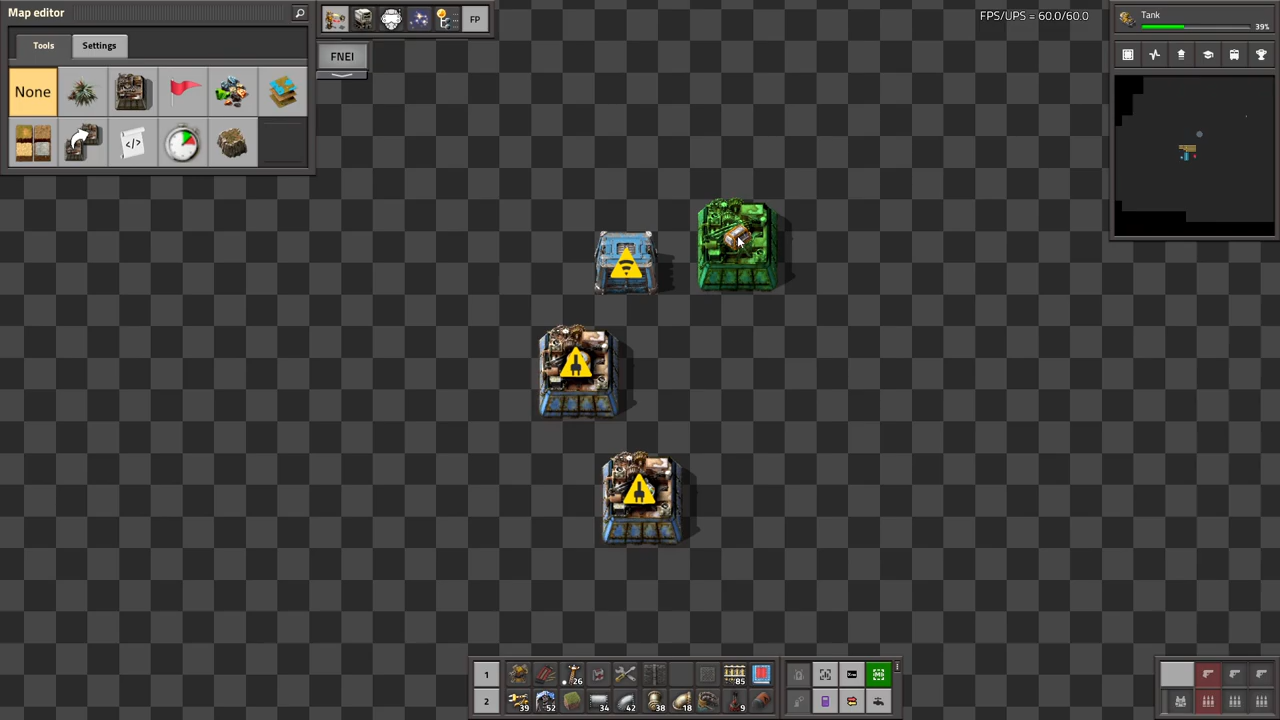 Map editor
FP
FPS/UPS = 60.0/60.0
Tank
39%
Tools
Settings
FNEI
None
</>
1
26
85
2
39
52
34
42
38
18
9